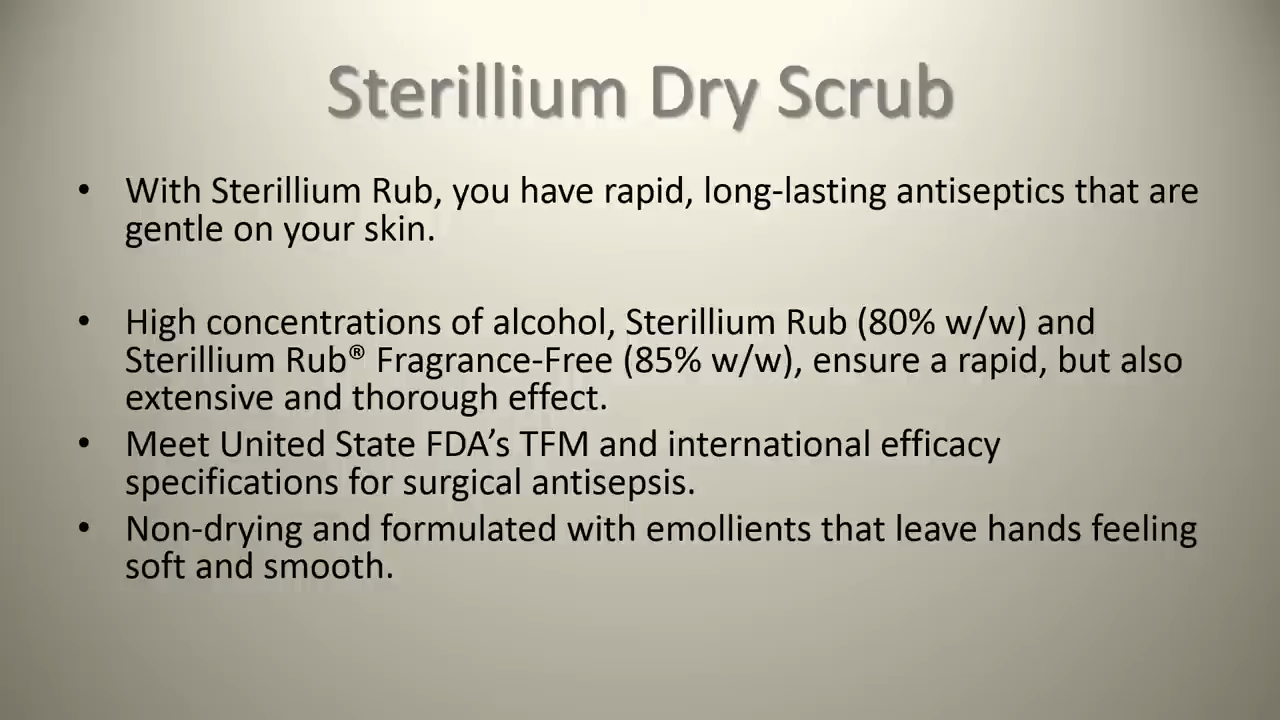 Sterillium Dry Scrub
• With Sterillium Rub, you have rapid, long-lasting antiseptics that are
gentle on your skin.
• High concentrations of alcohol, Sterillium Rub (80% w/w) and
Sterillium Rub® Fragrance-Free (85% w/w), ensure a rapid, but also
extensive and thorough effect.
• Meet United State FDA’s TFM and international efficacy
specifications for surgical antisepsis.
• Non-drying and formulated with emollients that leave hands feeling
soft and smooth.